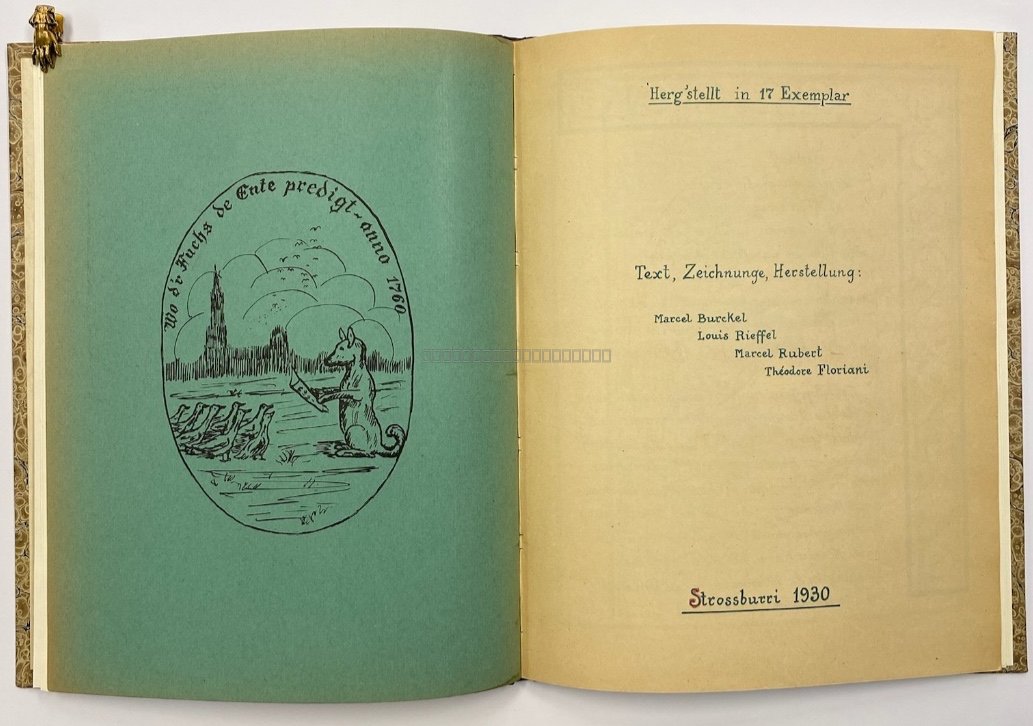 Wo d'r Fuchs de Ente predigt - anno 1760
'Herg'stellt in 17 Exemplar
Text, Zeichnunge, Herstellung:
Marcel Burckel
Louis Rieffel
Marcel Rubert
Théodore Floriani
Strossburri 1930